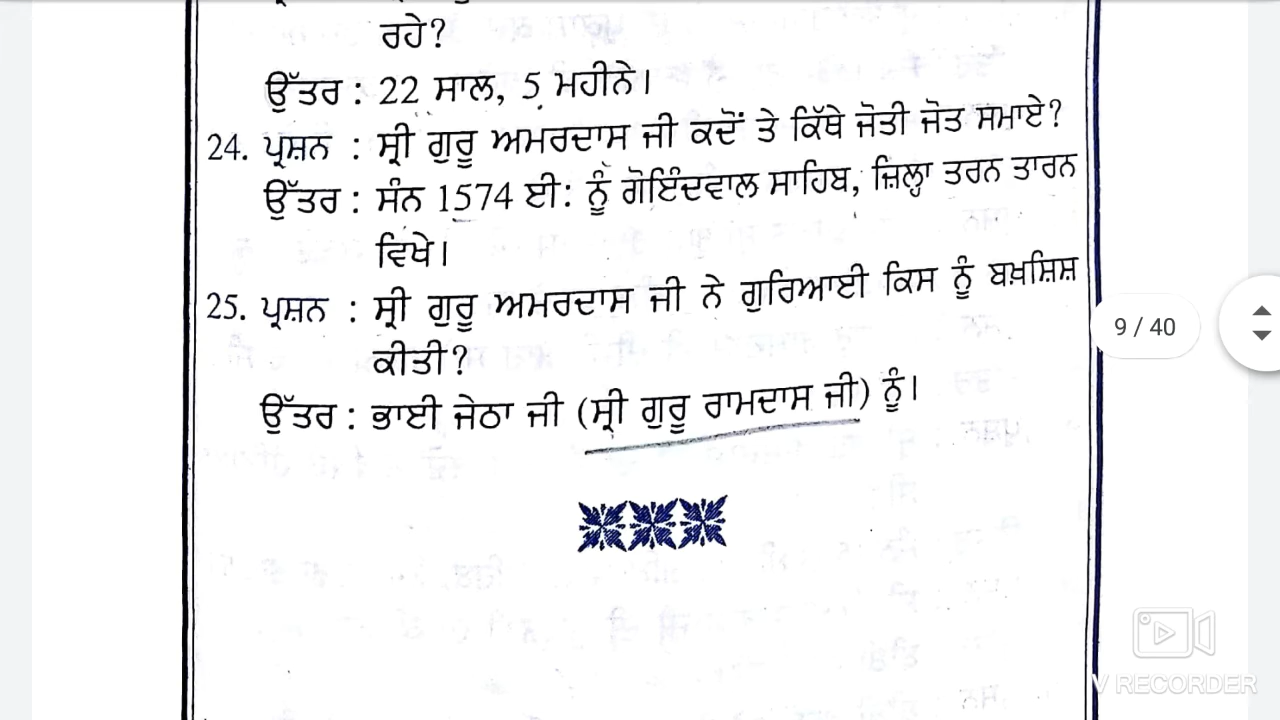 ਰਹੇ?
ਉੱਤਰ : 22 ਸਾਲ, 5 ਮਹੀਨੇ।
24. ਪ੍ਰਸ਼ਨ : ਸ੍ਰੀ ਗੁਰੂ ਅਮਰਦਾਸ ਜੀ ਕਦੋਂ ਤੇ ਕਿੱਥੇ ਜੋਤੀ ਜੋਤ ਸਮਾਏ?
ਉੱਤਰ : ਸੰਨ 1574 ਈ: ਨੂੰ ਗੋਇੰਦਵਾਲ ਸਾਹਿਬ, ਜ਼ਿਲ੍ਹਾ ਤਰਨ ਤਾਰਨ
ਵਿਖੇ।
25. ਪ੍ਰਸ਼ਨ : ਸ੍ਰੀ ਗੁਰੂ ਅਮਰਦਾਸ ਜੀ ਨੇ ਗੁਰਿਆਈ ਕਿਸ ਨੂੰ ਬਖ਼ਸ਼ਿਸ਼
ਕੀਤੀ?
ਉੱਤਰ : ਭਾਈ ਜੇਠਾ ਜੀ (ਸ੍ਰੀ ਗੁਰੂ ਰਾਮਦਾਸ ਜੀ) ਨੂੰ।
9 / 40
V RECORDER